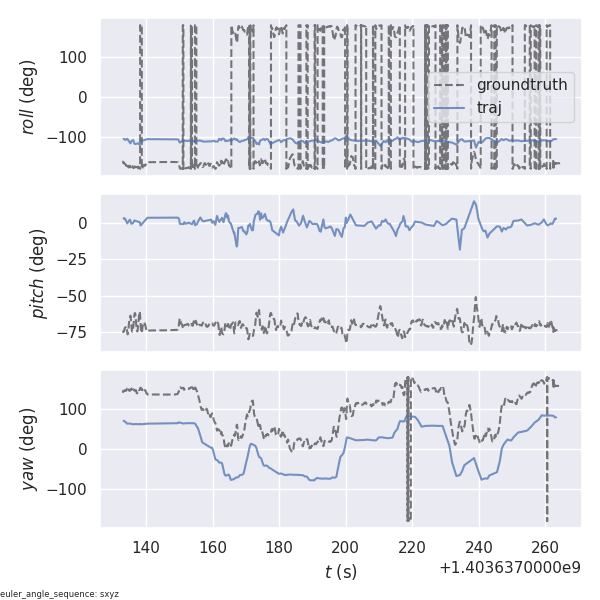 100
0
−100
roll (deg)
groundtruth
traj
0
−25
−50
−75
pitch (deg)
100
0
−100
yaw (deg)
140 160 180 200 220 240 260
t (s)
+1.4036370000e9
euler_angle_sequence: sxyz